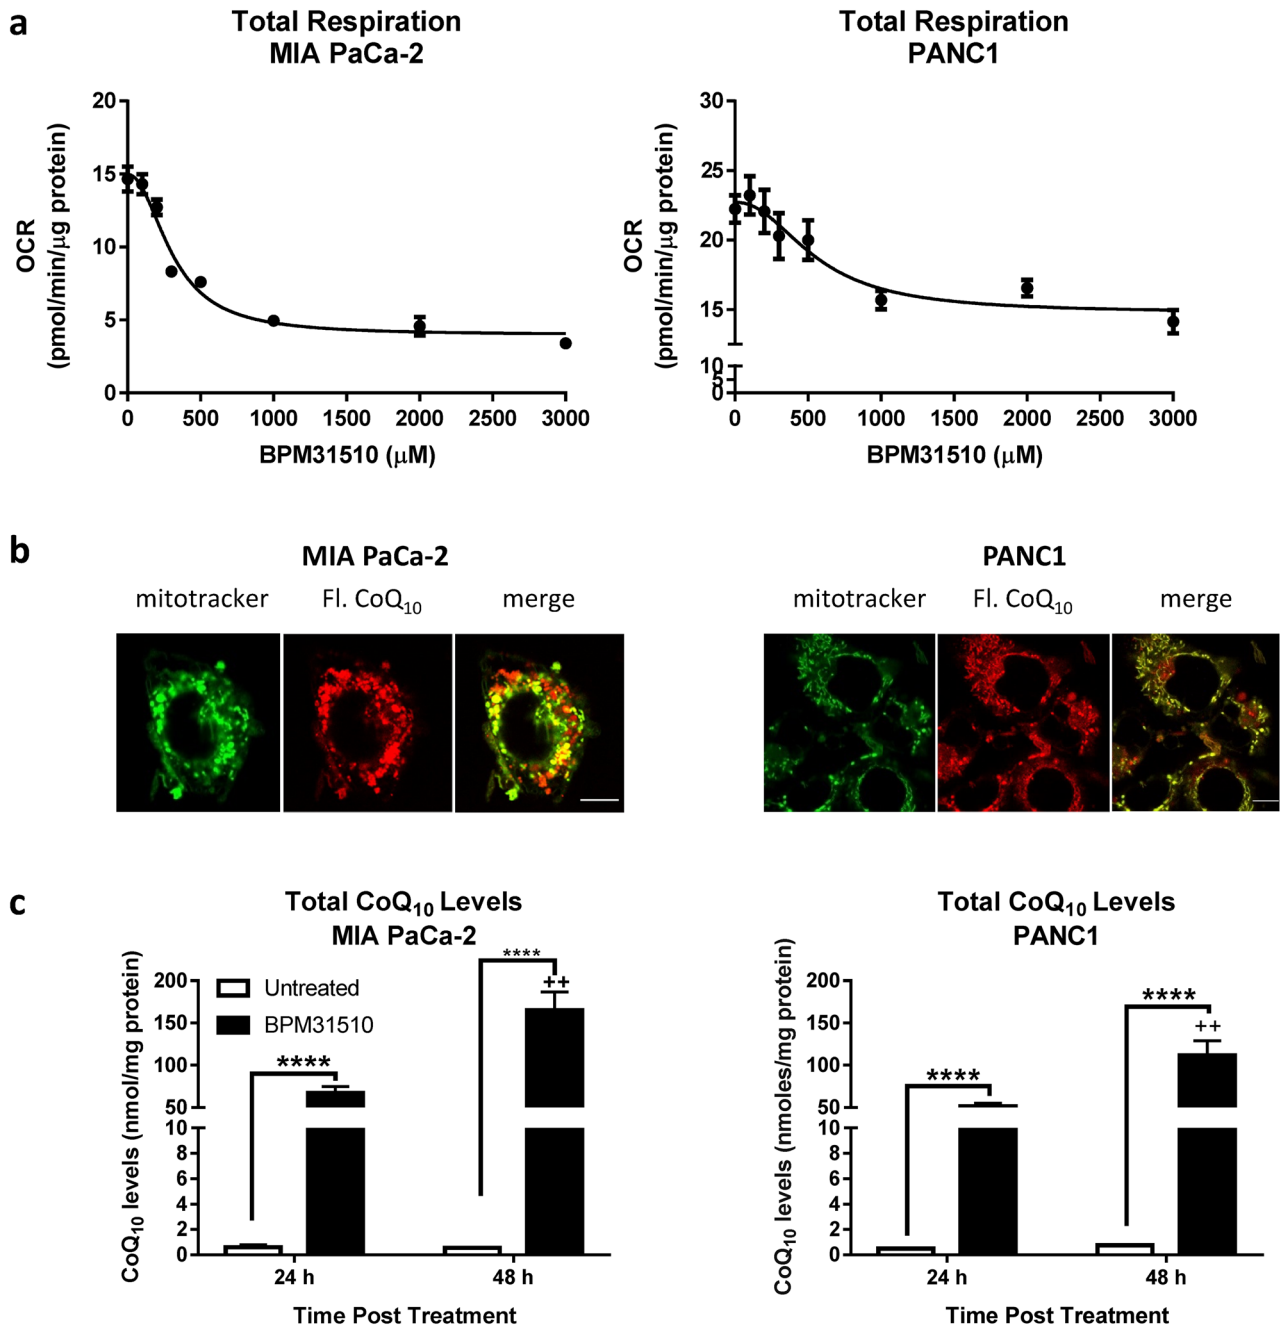 a
Total Respiration
MIA PaCa-2
20
15
10
5
0
OCR
(pmol/min/μg protein)
0 500 1000 1500 2000 2500 3000
BPM31510 (μM)
Total Respiration
PANC1
30
25
20
15
10
5
0
OCR
(pmol/min/μg protein)
0 500 1000 1500 2000 2500 3000
BPM31510 (μM)
b
MIA PaCa-2
mitotracker Fl. CoQ10 merge
PANC1
mitotracker Fl. CoQ10 merge
c
Total CoQ10 Levels
MIA PaCa-2
CoQ10 levels (nmol/mg protein)
200
150
100
50
10
8
6
4
2
0
Untreated
BPM31510
****
****
++
24 h 48 h
Time Post Treatment
Total CoQ10 Levels
PANC1
CoQ10 levels (nmoles/mg protein)
200
150
100
50
10
8
6
4
2
0
****
****
++
24 h 48 h
Time Post Treatment